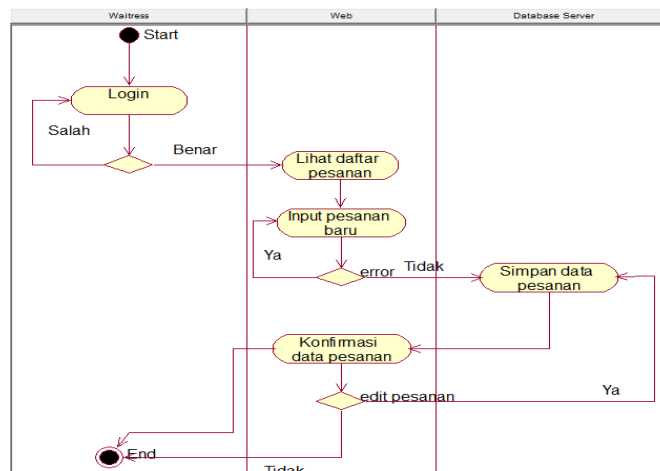 Waitress
Web
Database Server
Start
Login
Salah
Benar
Lihat daftar
pesanan
Input pesanan
baru
Ya
error
Tidak
Simpan data
pesanan
Konfirmasi
data pesanan
edit pesanan
Ya
End
Tidak